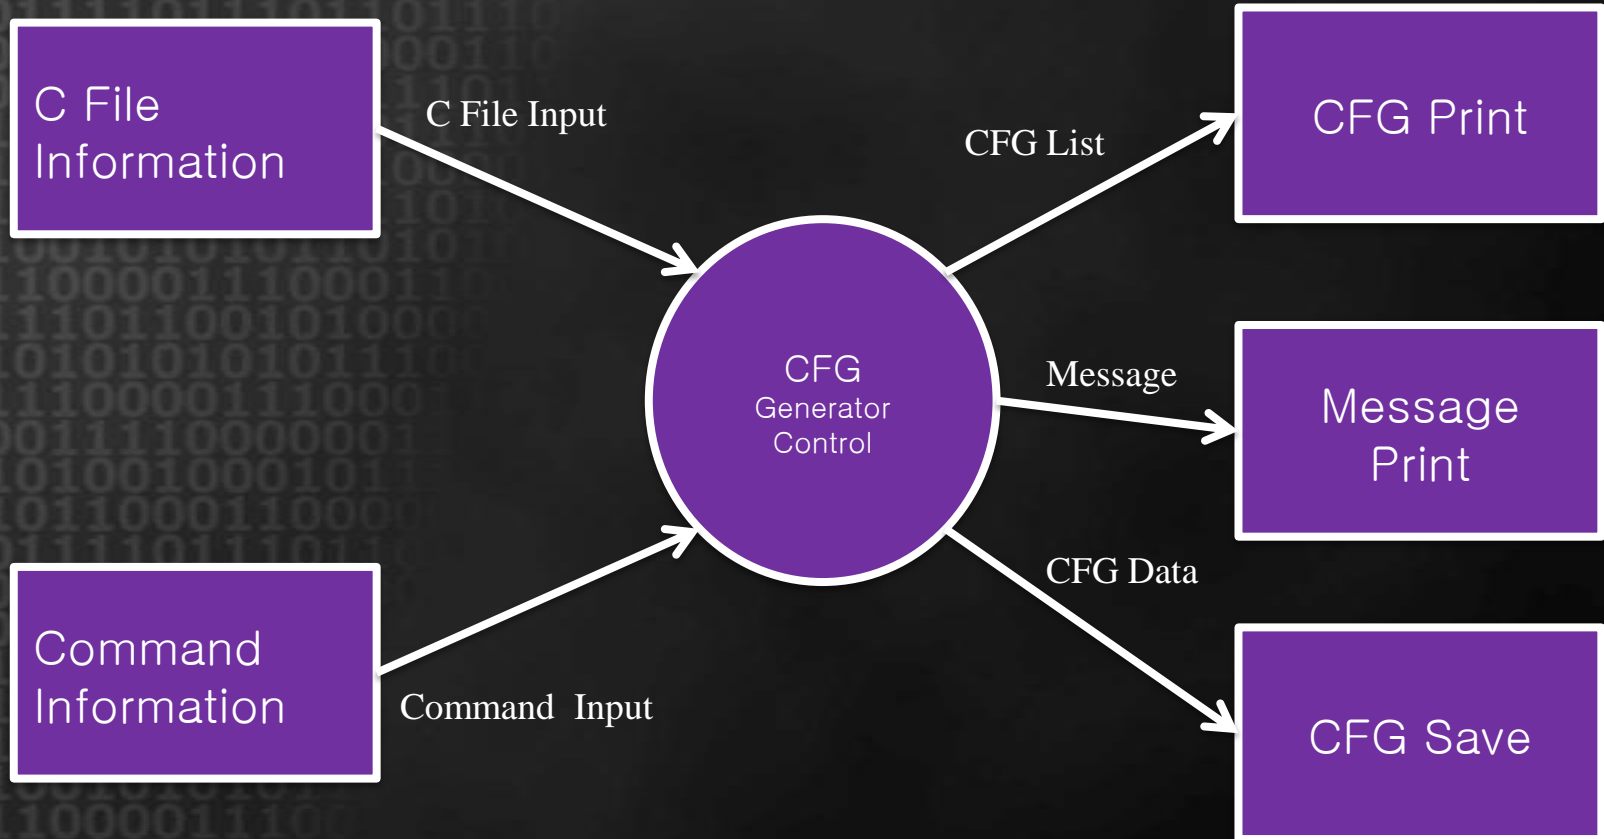 C File
Information
C File Input
CFG List
CFG Print
CFG
Generator
Control
Message
Message
Print
Command
Information
Command Input
CFG Data
CFG Save